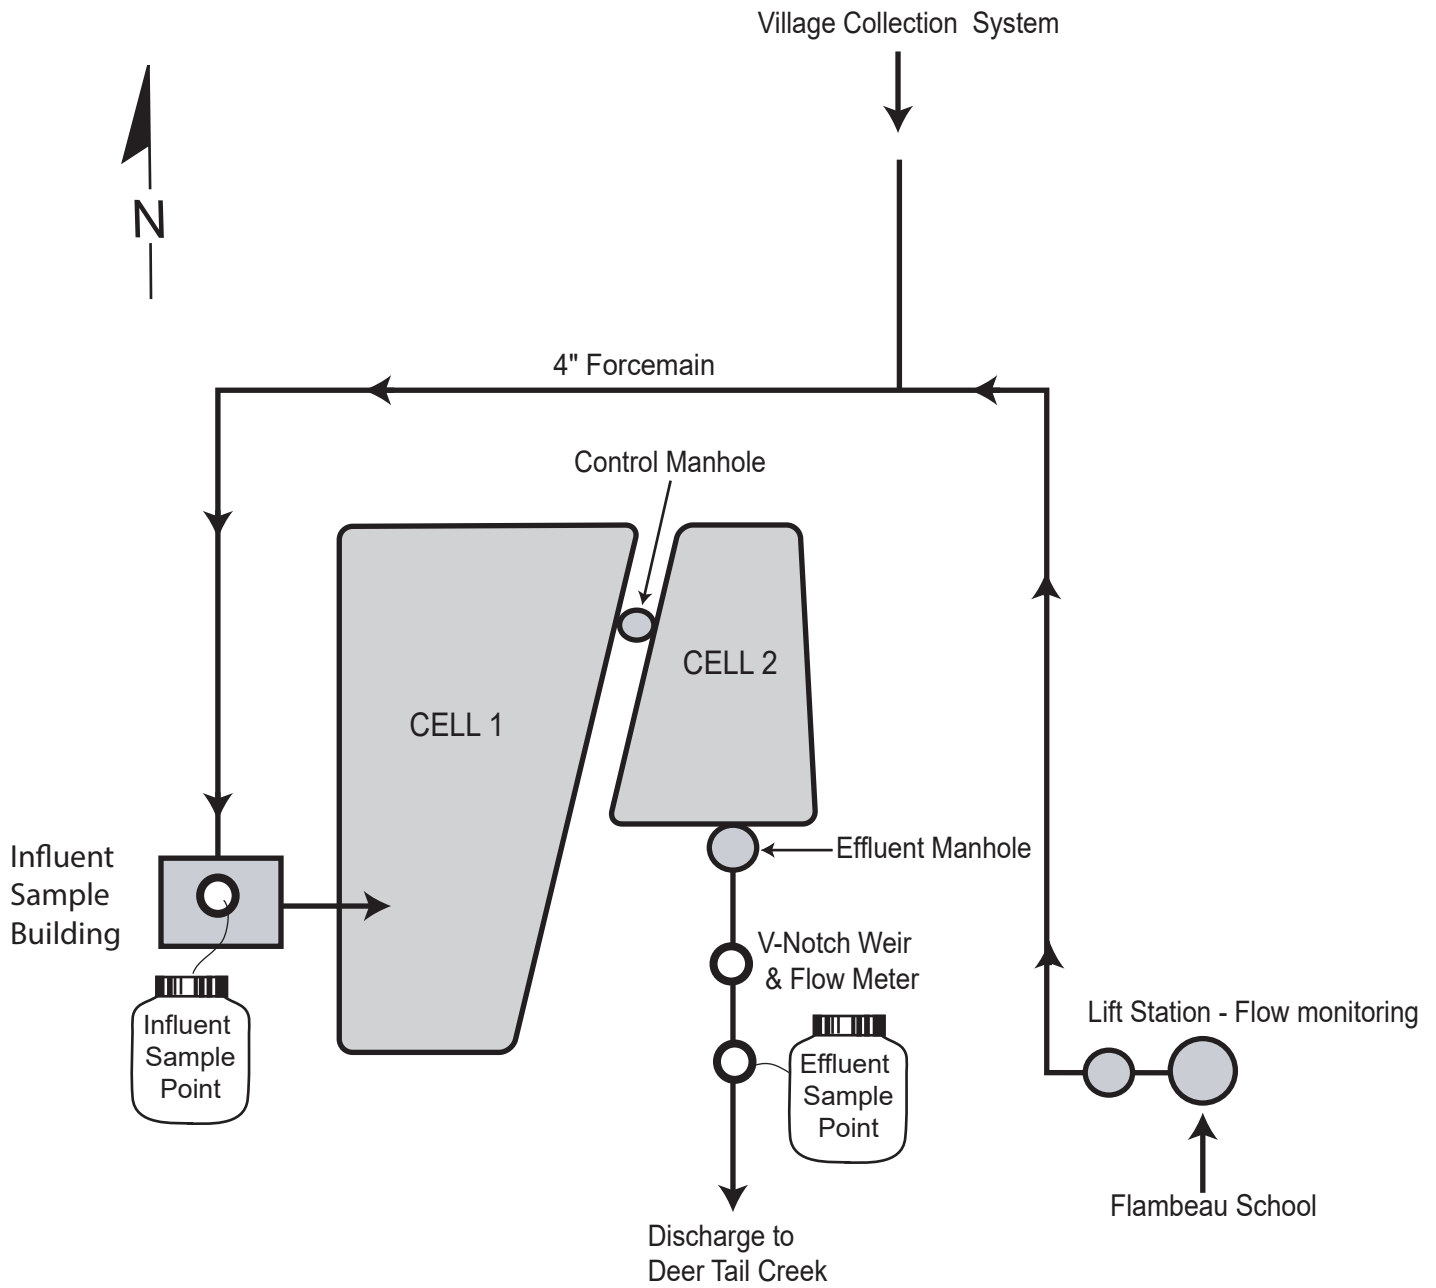 Village Collection System
N
4" Forcemain
Control Manhole
CELL 1
CELL 2
Influent
Sample
Building
Effluent Manhole
V-Notch Weir
& Flow Meter
Lift Station - Flow monitoring
Influent
Sample
Point
Effluent
Sample
Point
Flambeau School
Discharge to
Deer Tail Creek